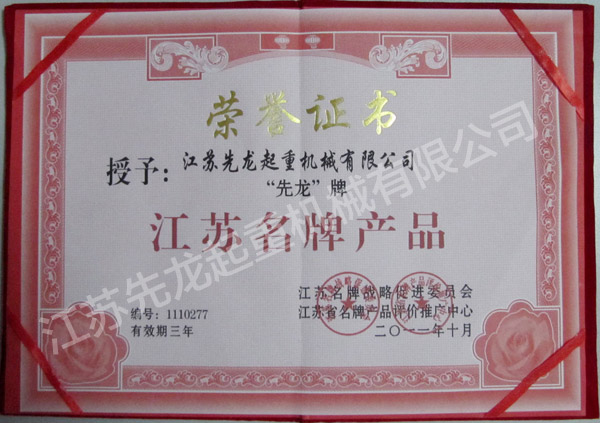 荣誉证书
授予：江苏先龙起重机械有限公司
“先龙”牌
江苏名牌产品
江苏名牌战略促进委员会
编号：1110277
江苏省名牌产品评价推广中心
有效期三年
二〇一一年十月
江苏先龙起重机械有限公司